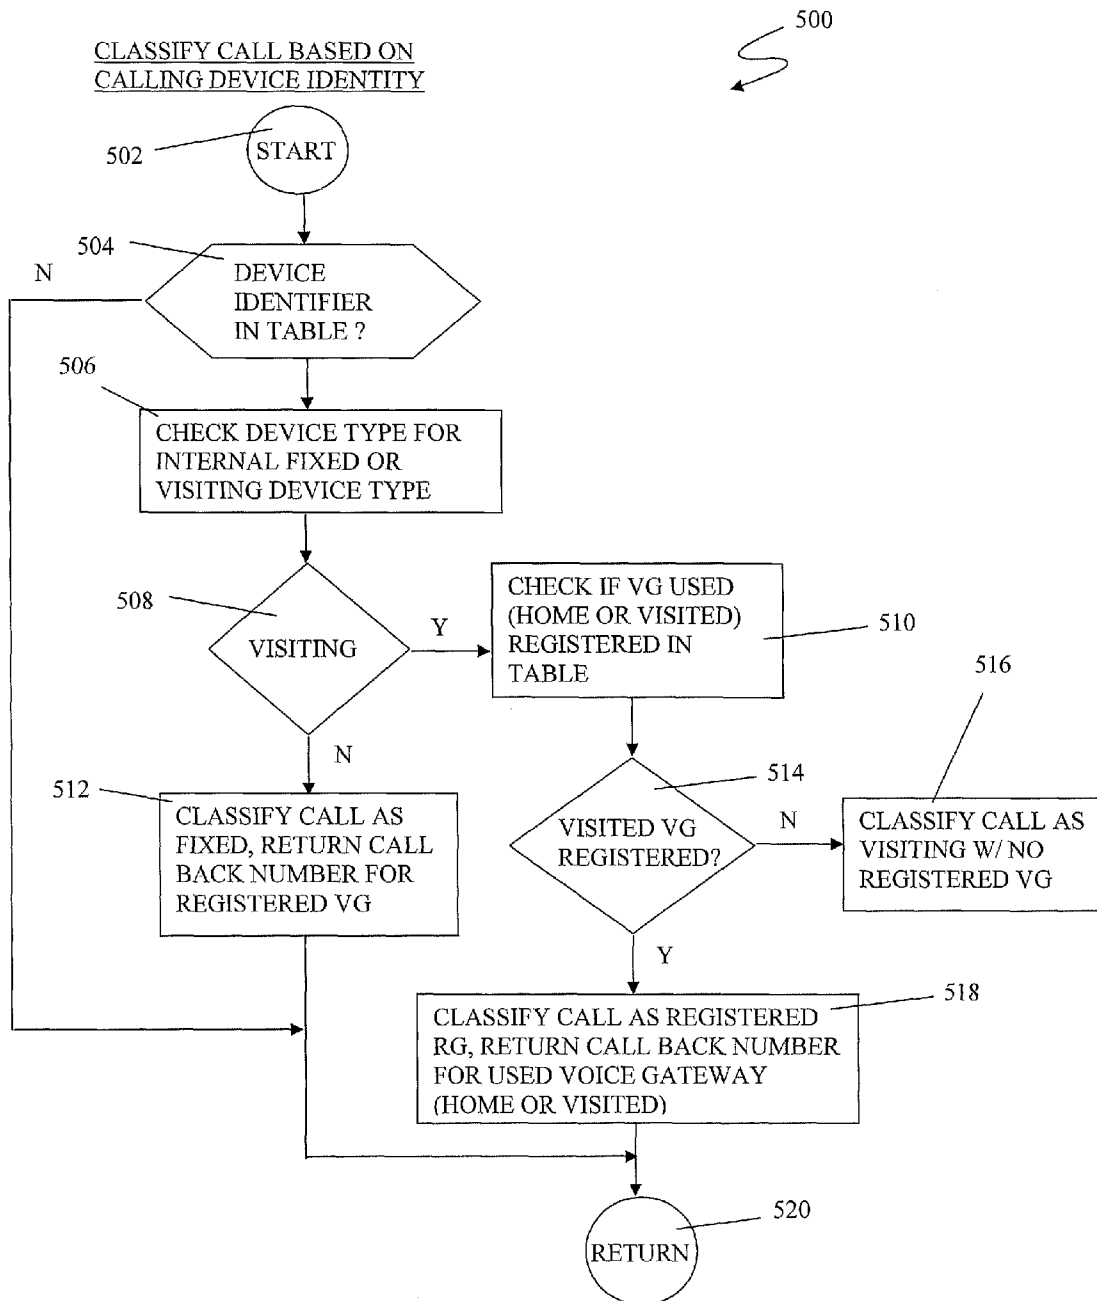 500
CLASSIFY CALL BASED ON
CALLING DEVICE IDENTITY
502
START
504
N
DEVICE
IDENTIFIER
IN TABLE ?
506
CHECK DEVICE TYPE FOR
INTERNAL FIXED OR
VISITING DEVICE TYPE
508
VISITING
Y
CHECK IF VG USED
(HOME OR VISITED)
REGISTERED IN
TABLE
510
516
N
512
CLASSIFY CALL AS
FIXED, RETURN CALL
BACK NUMBER FOR
REGISTERED VG
514
VISITED VG
REGISTERED?
N
CLASSIFY CALL AS
VISITING W/ NO
REGISTERED VG
Y
518
CLASSIFY CALL AS REGISTERED
RG, RETURN CALL BACK NUMBER
FOR USED VOICE GATEWAY
(HOME OR VISITED)
520
RETURN